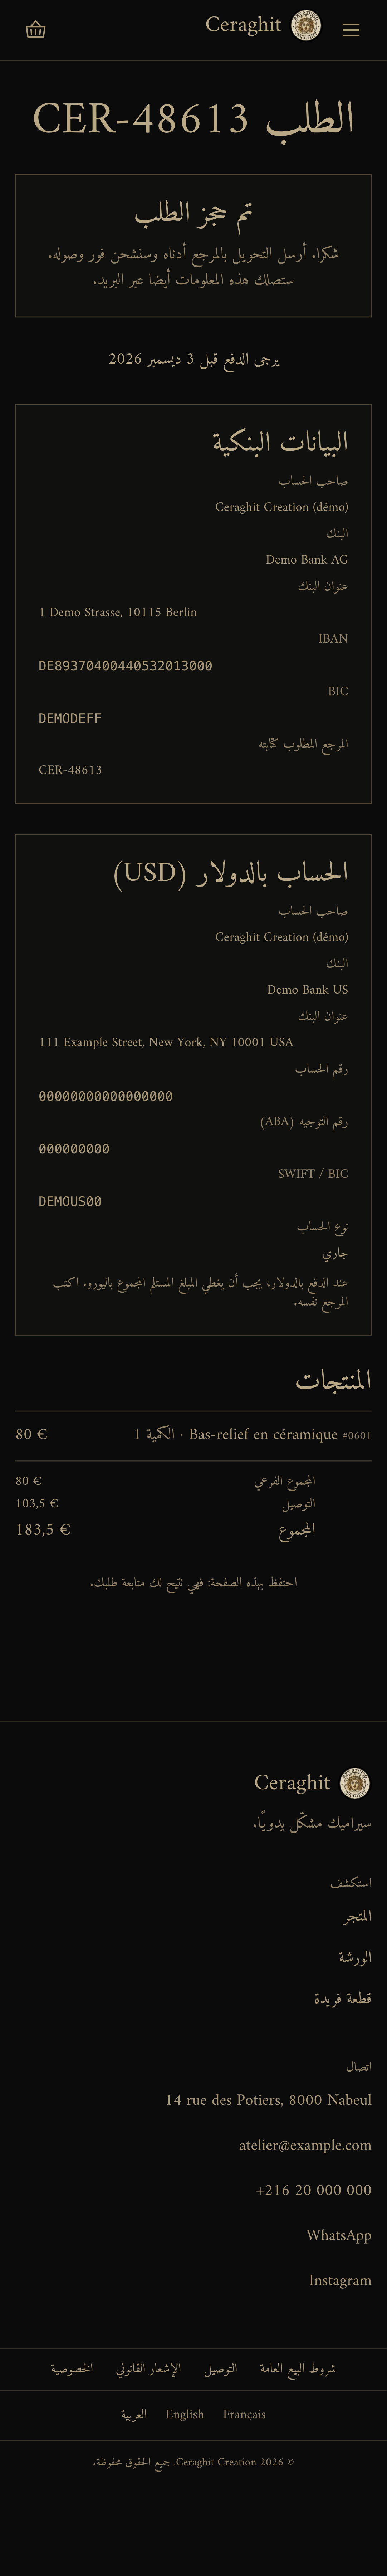 Ceraghit
الطلب CER-48613
تم حجز الطلب
شكرا. أرسل التحويل بالمرجع أدناه وسنشحن فور وصوله.
ستصلك هذه المعلومات أيضا عبر البريد.
يرجى الدفع قبل 3 ديسمبر 2026
البيانات البنكية
صاحب الحساب
Ceraghit Creation (démo)
البنك
Demo Bank AG
عنوان البنك
1 Demo Strasse, 10115 Berlin
IBAN
DE89370400440532013000
BIC
DEMODEFF
المرجع المطلوب كتابته
CER-48613
الحساب بالدولار (USD)
صاحب الحساب
Ceraghit Creation (démo)
البنك
Demo Bank US
عنوان البنك
111 Example Street, New York, NY 10001 USA
رقم الحساب
00000000000000000
رقم التوجيه (ABA)
000000000
SWIFT / BIC
DEMOUS00
نوع الحساب
جاري
عند الدفع بالدولار، يجب أن يغطي المبلغ المستلم المجموع باليورو. اكتب
المرجع نفسه.
المنتجات
#0601 Bas-relief en céramique · الكمية 1 80 €
المجموع الفرعي 80 €
التوصيل 103,5 €
المجموع 183,5 €
احتفظ بهذه الصفحة: فهي تتيح لك متابعة طلبك.
Ceraghit
سيراميك مشكّل يدويًا.
استكشف
المتجر
الورشة
قطعة فريدة
اتصال
14 rue des Potiers, 8000 Nabeul
atelier@example.com
+216 20 000 000
WhatsApp
Instagram
شروط البيع العامة التوصيل الإشعار القانوني الخصوصية
Français English العربية
© 2026 Ceraghit Creation. جميع الحقوق محفوظة.